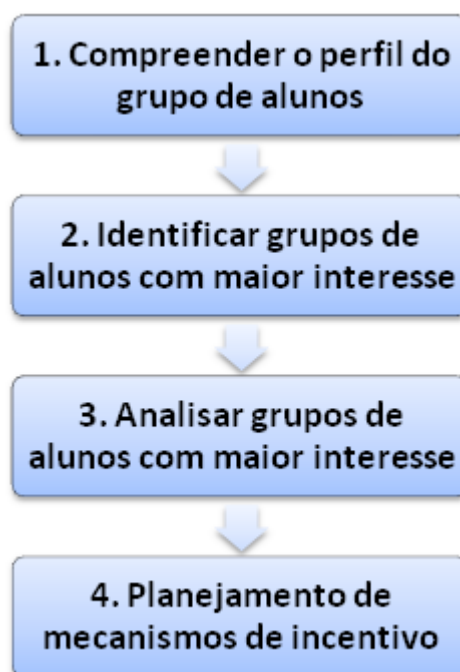 1. Compreender o perfil do
grupo de alunos
2. Identificar grupos de
alunos com maior interesse
3. Analisar grupos de
alunos com maior interesse
4. Planejamento de
mecanismos de incentivo